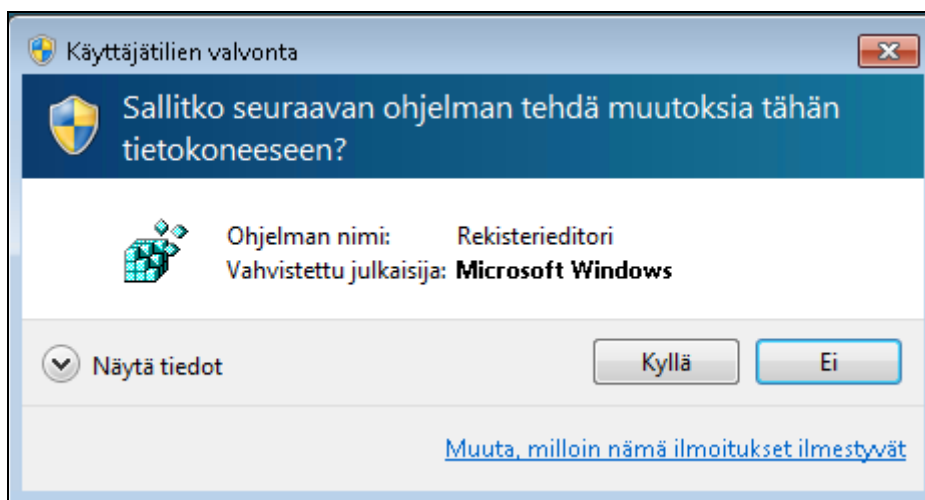 Käyttäjätilien valvonta
Sallitko seuraavan ohjelman tehdä muutoksia tähän
tietokoneeseen?
Ohjelman nimi: Rekisterieditori
Vahvistettu julkaisija: Microsoft Windows
Näytä tiedot
Kyllä
Ei
Muuta, milloin nämä ilmoitukset ilmestyvät